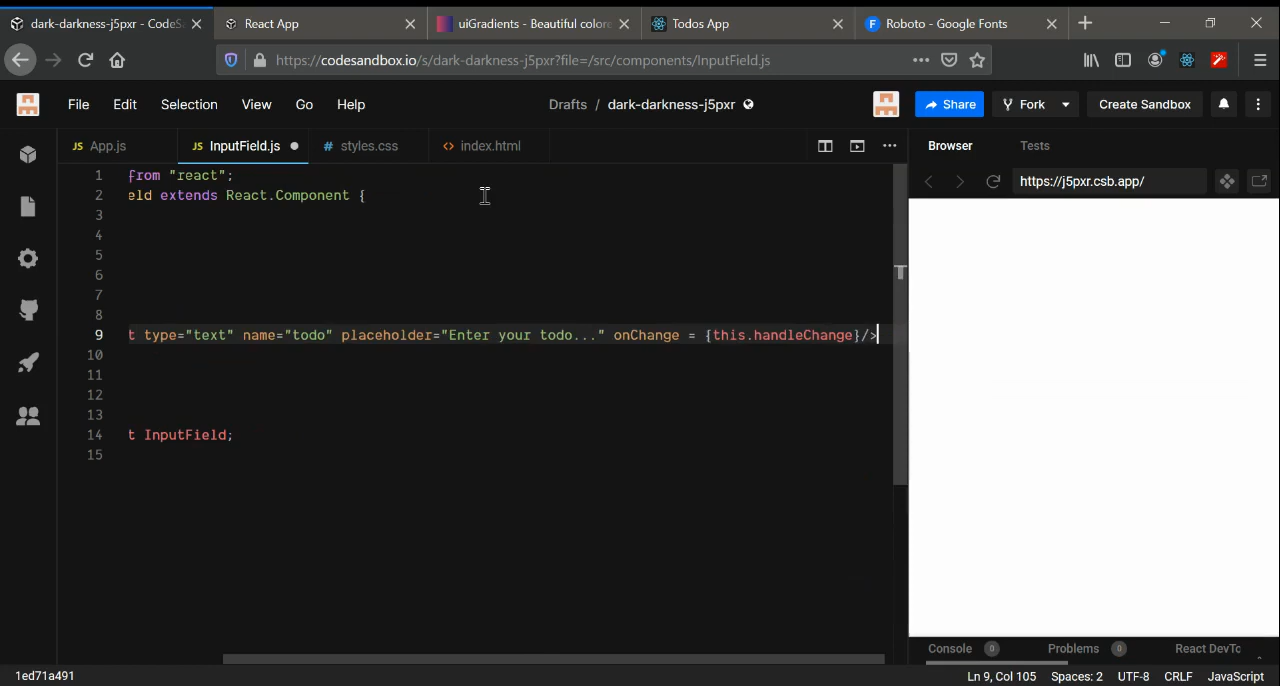 dark-darkness-j5pxr - CodeSa
React App
uiGradients - Beautiful colore
Todos App
Roboto - Google Fonts
https://codesandbox.io/s/dark-darkness-j5pxr?file=/src/components/InputField.js
File Edit Selection View Go Help
Drafts / dark-darkness-j5pxr
Share
Fork
Create Sandbox
JS App.js
JS InputField.js
# styles.css
<> index.html
Browser
Tests
https://j5pxr.csb.app/
1 from "react";
2 eld extends React.Component {
3
4
5
6
7
8
9 t type="text" name="todo" placeholder="Enter your todo..." onChange = {this.handleChange}/>
10
11
12
13
14 t InputField;
15
Console 0
Problems 0
React DevTo
1ed71a491
Ln 9, Col 105 Spaces: 2 UTF-8 CRLF JavaScript